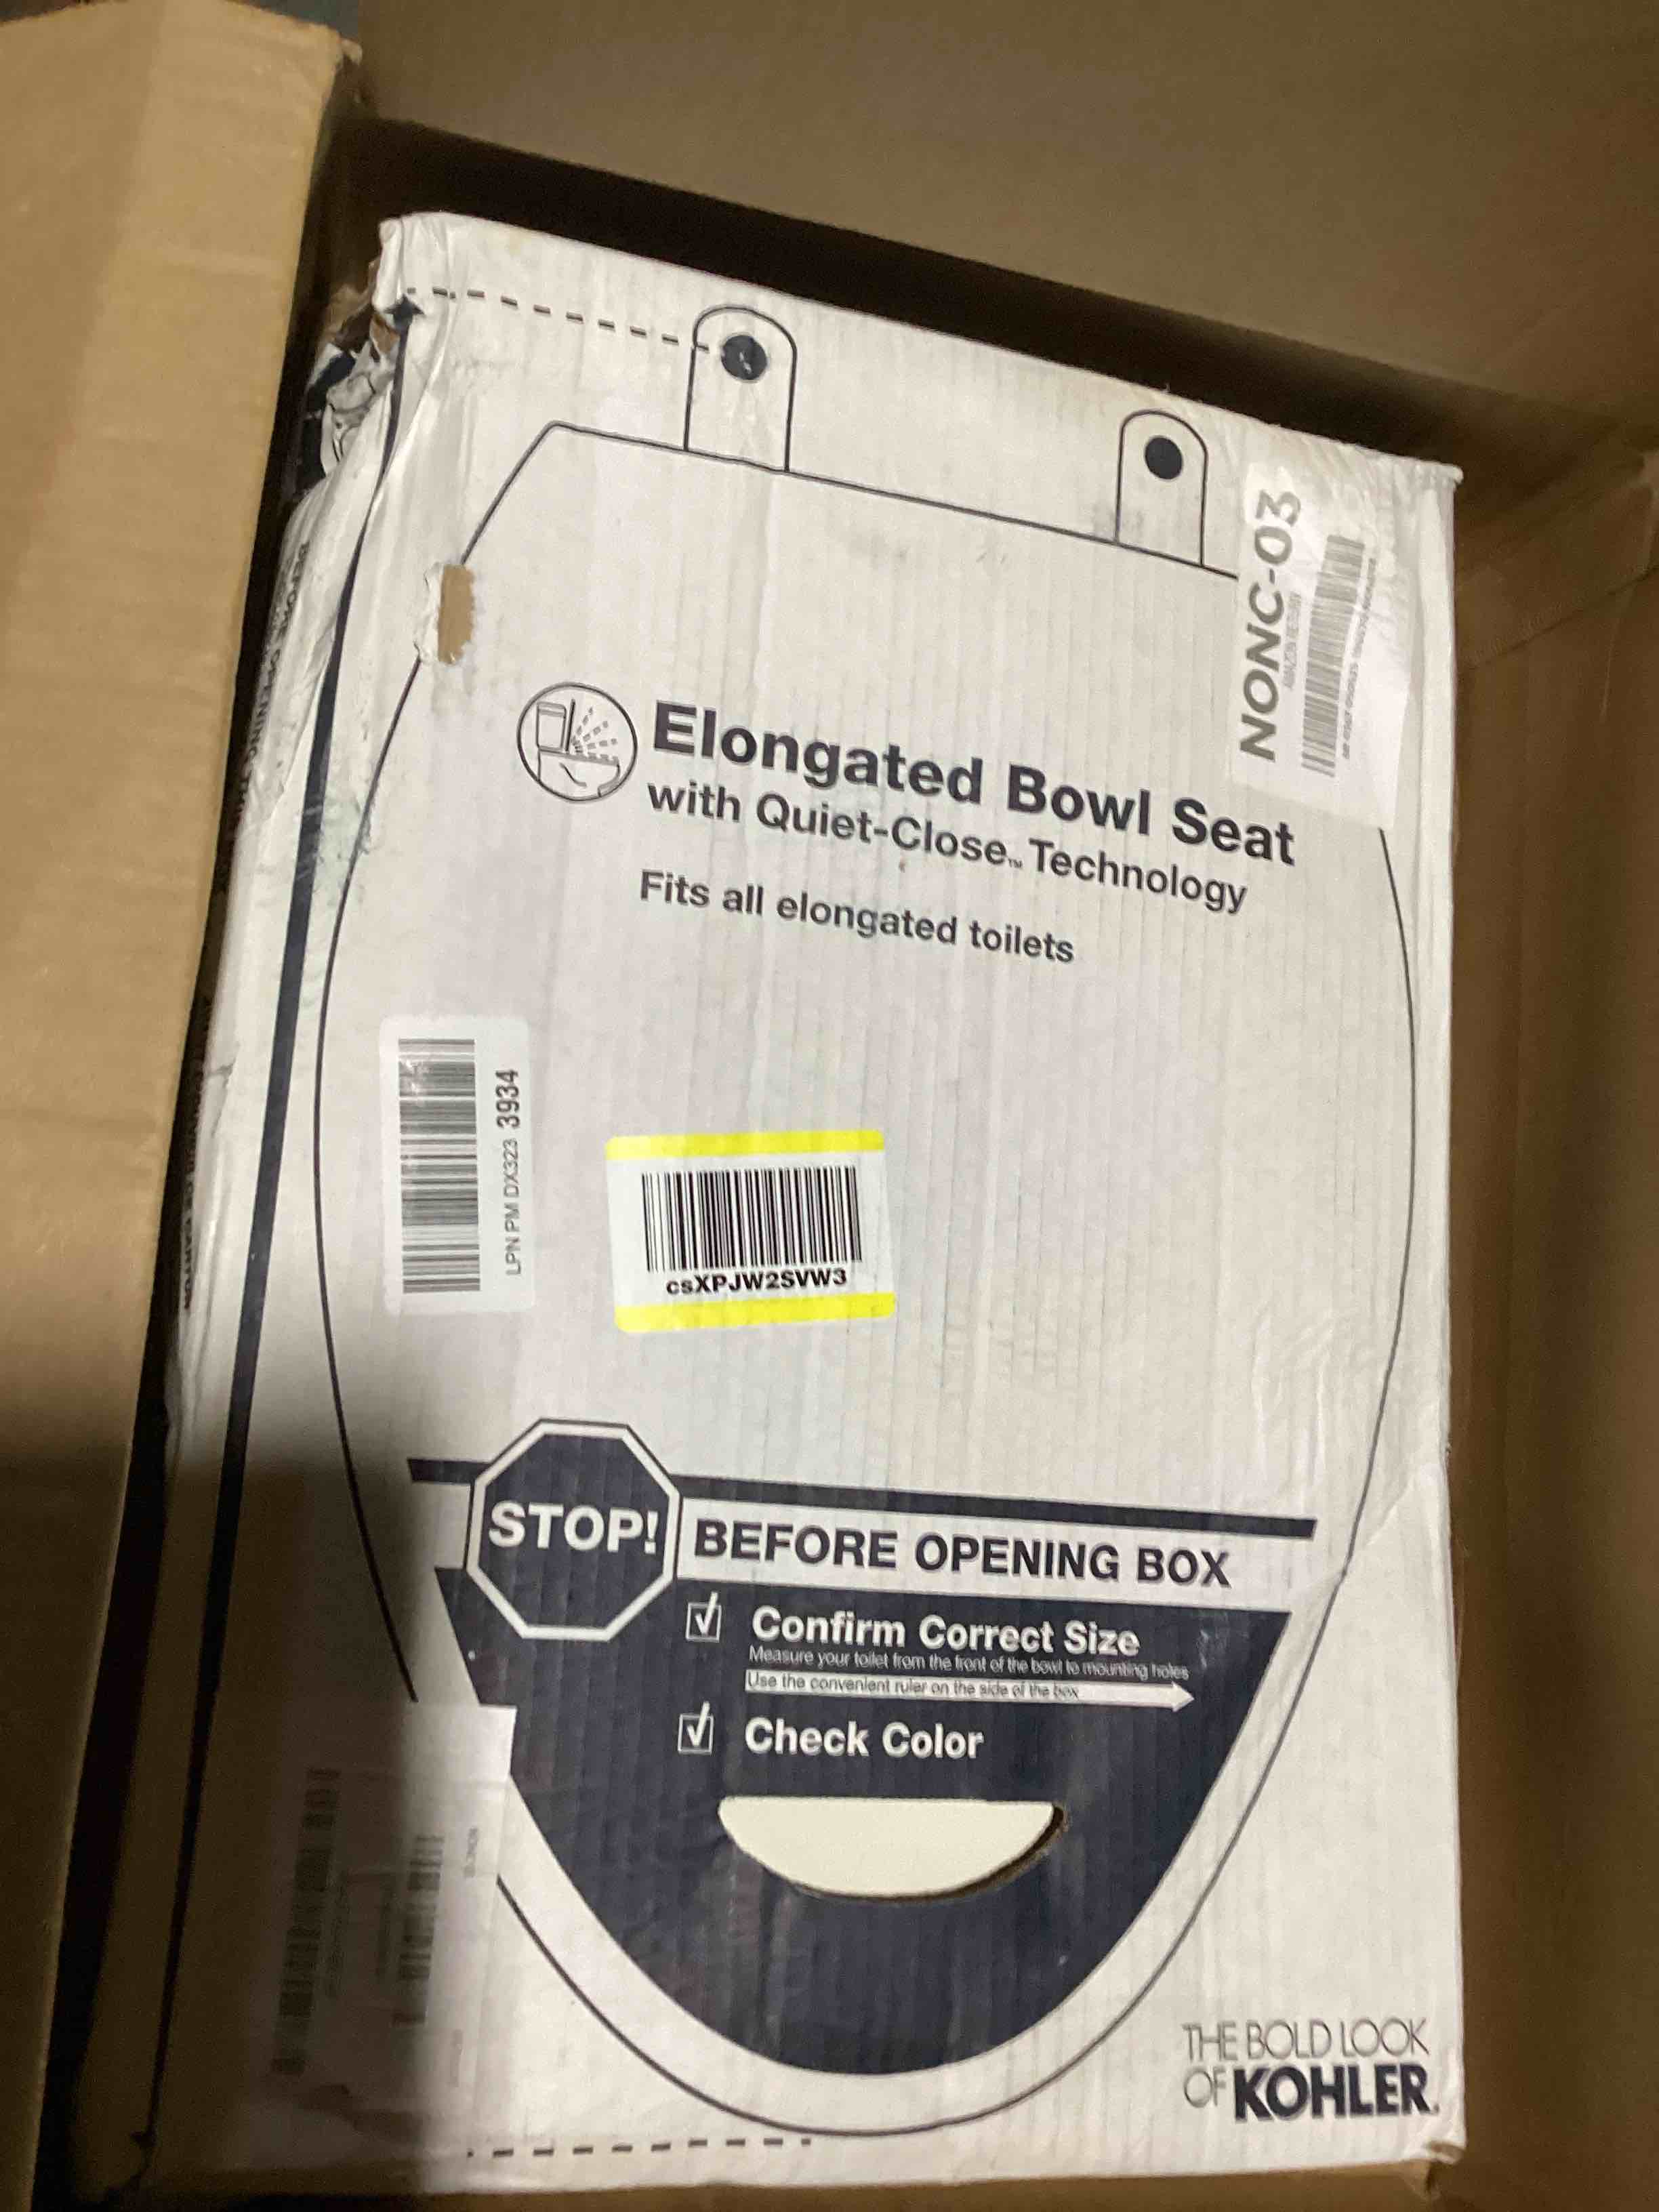 NONC-03
Elongated Bowl Seat
with Quiet-Close™ Technology
Fits all elongated toilets
LPN PM DX323 3934
csXPJW2SVW3
STOP!
BEFORE OPENING BOX
Confirm Correct Size
Measure your toilet from the front of the bowl to mounting holes
Use the convenient ruler on the side of the box
Check Color
THE BOLD LOOK
OF KOHLER.